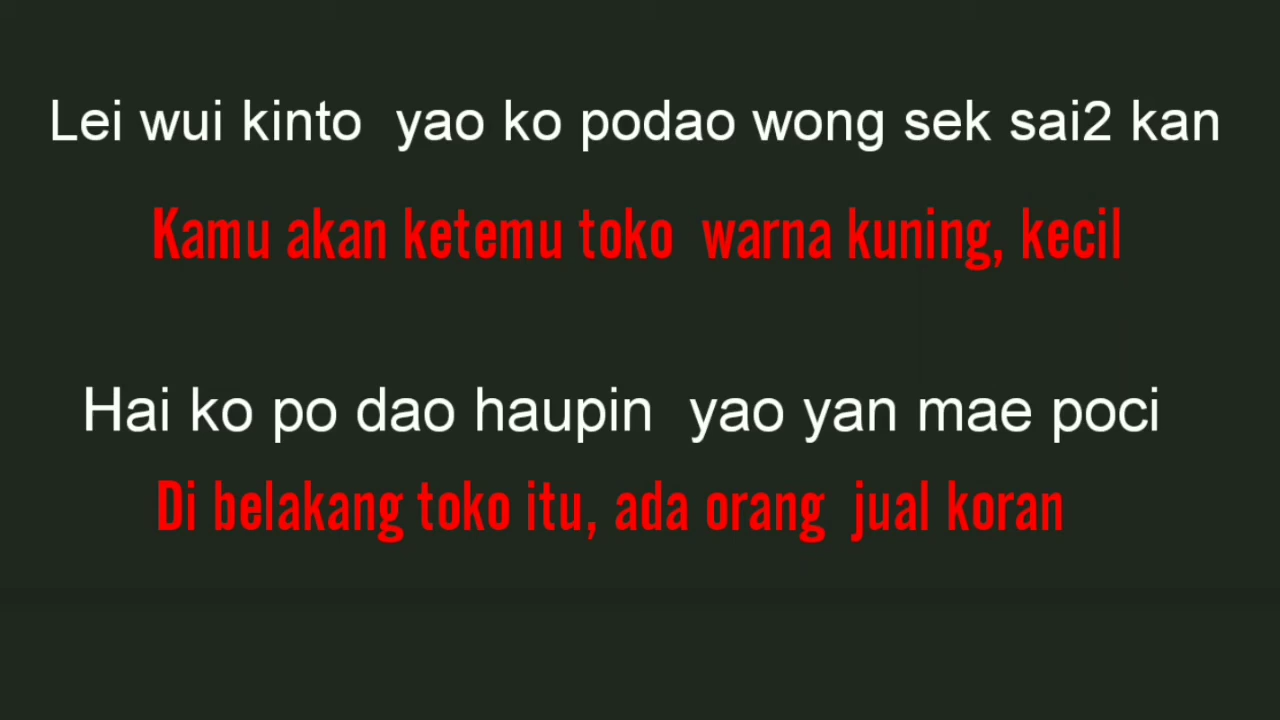 Lei wui kinto yao ko podao wong sek sai2 kan
Kamu akan ketemu toko warna kuning, kecil
Hai ko po dao haupin yao yan mae poci
Di belakang toko itu, ada orang jual koran